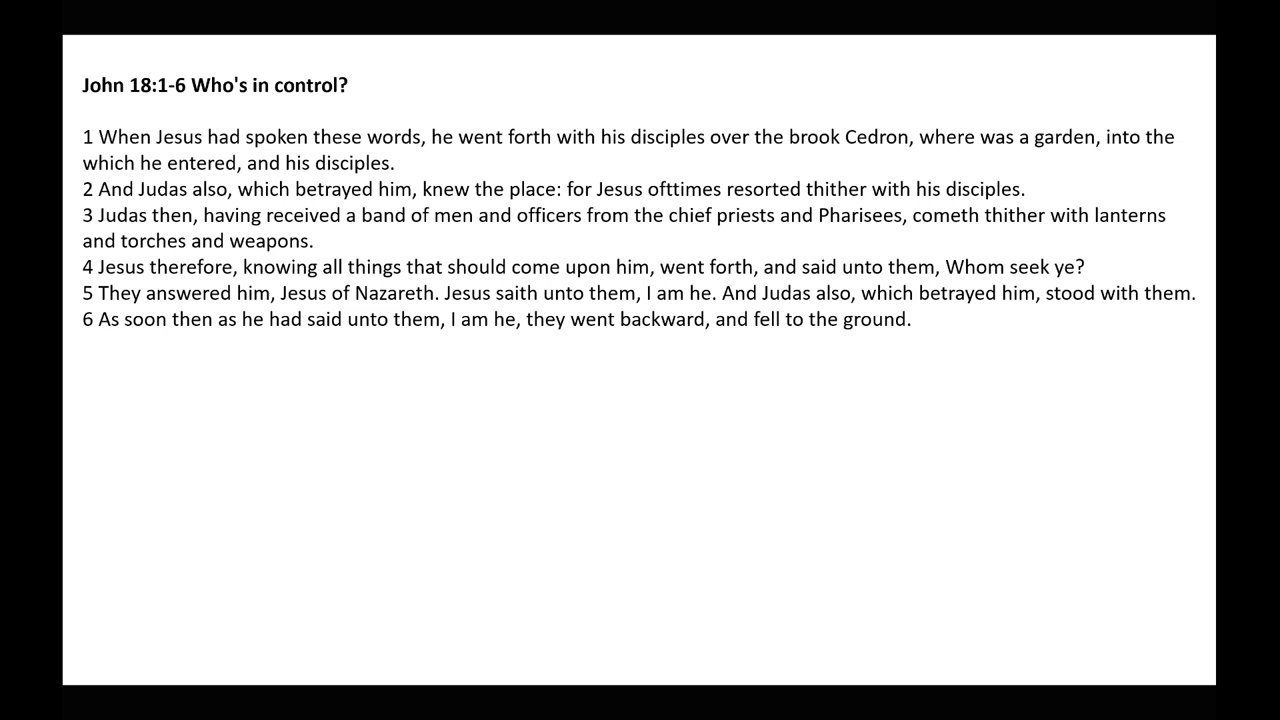 John 18:1-6 Who's in control?
1 When Jesus had spoken these words, he went forth with his disciples over the brook Cedron, where was a garden, into the
which he entered, and his disciples.
2 And Judas also, which betrayed him, knew the place: for Jesus ofttimes resorted thither with his disciples.
3 Judas then, having received a band of men and officers from the chief priests and Pharisees, cometh thither with lanterns
and torches and weapons.
4 Jesus therefore, knowing all things that should come upon him, went forth, and said unto them, Whom seek ye?
5 They answered him, Jesus of Nazareth. Jesus saith unto them, I am he. And Judas also, which betrayed him, stood with them.
6 As soon then as he had said unto them, I am he, they went backward, and fell to the ground.